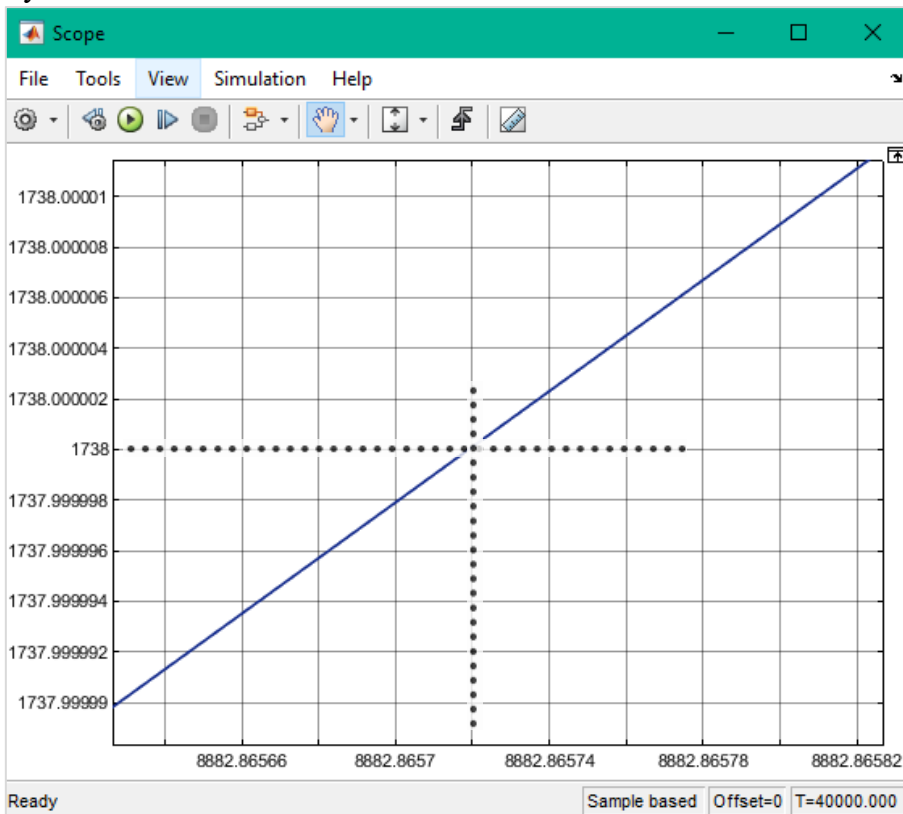 Scope
File Tools View Simulation Help
1738.00001
1738.000008
1738.000006
1738.000004
1738.000002
1738
1737.999998
1737.999996
1737.999994
1737.999992
1737.99999
8882.86566 8882.8657 8882.86574 8882.86578 8882.86582
Ready Sample based Offset=0 T=40000.000